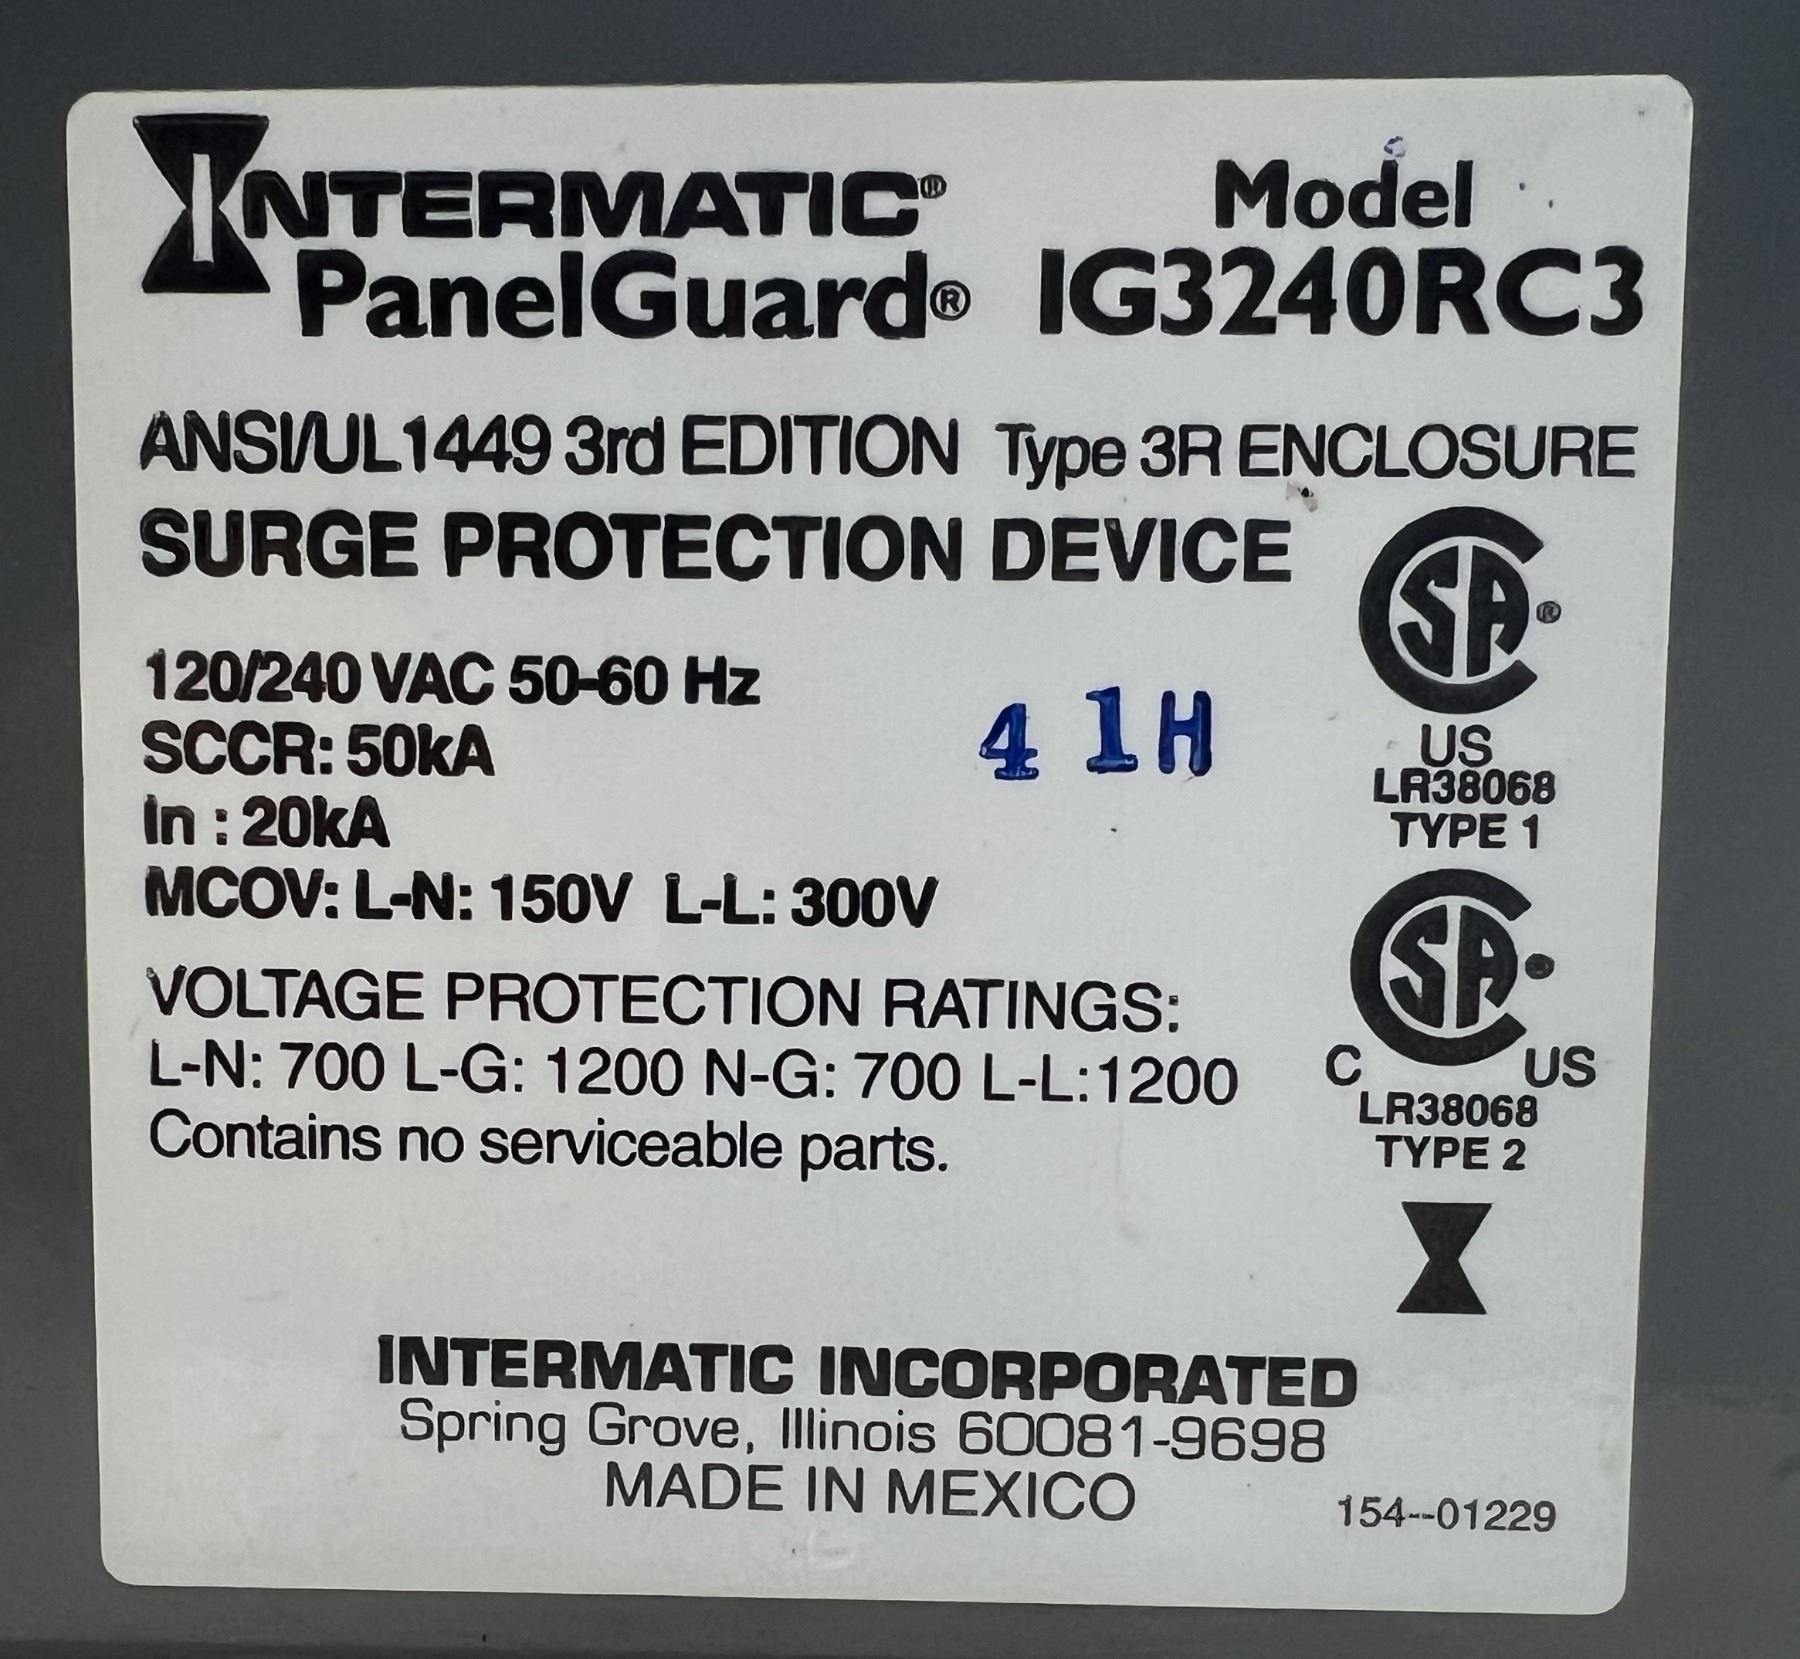 INTERMATIC®
PanelGuard®
Model
IG3240RC3
ANSI/UL1449 3rd EDITION Type 3R ENCLOSURE
SURGE PROTECTION DEVICE
120/240 VAC 50-60 Hz
SCCR: 50kA
In : 20kA
MCOV: L-N: 150V L-L: 300V
41H
VOLTAGE PROTECTION RATINGS:
L-N: 700 L-G: 1200 N-G: 700 L-L:1200
Contains no serviceable parts.
CSA®
US
LR38068
TYPE 1
CSA
C US
LR38068
TYPE 2
INTERMATIC INCORPORATED
Spring Grove, Illinois 60081-9698
MADE IN MEXICO
154--01229